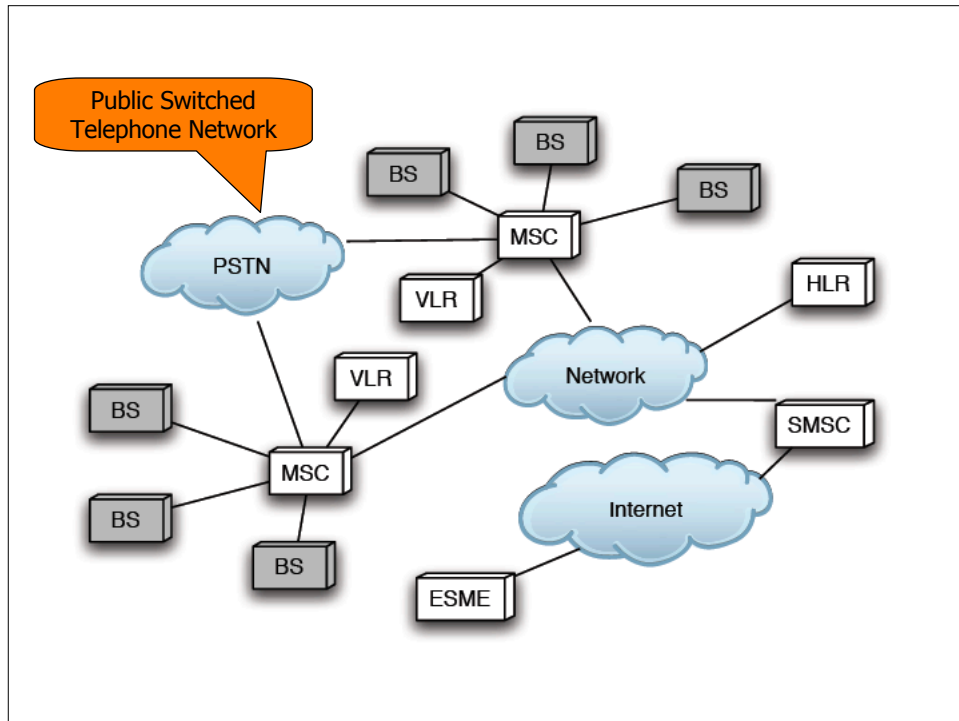 Public Switched
Telephone Network
BS
BS
BS
MSC
PSTN
VLR
HLR
Network
VLR
BS
SMSC
MSC
BS
Internet
BS
ESME